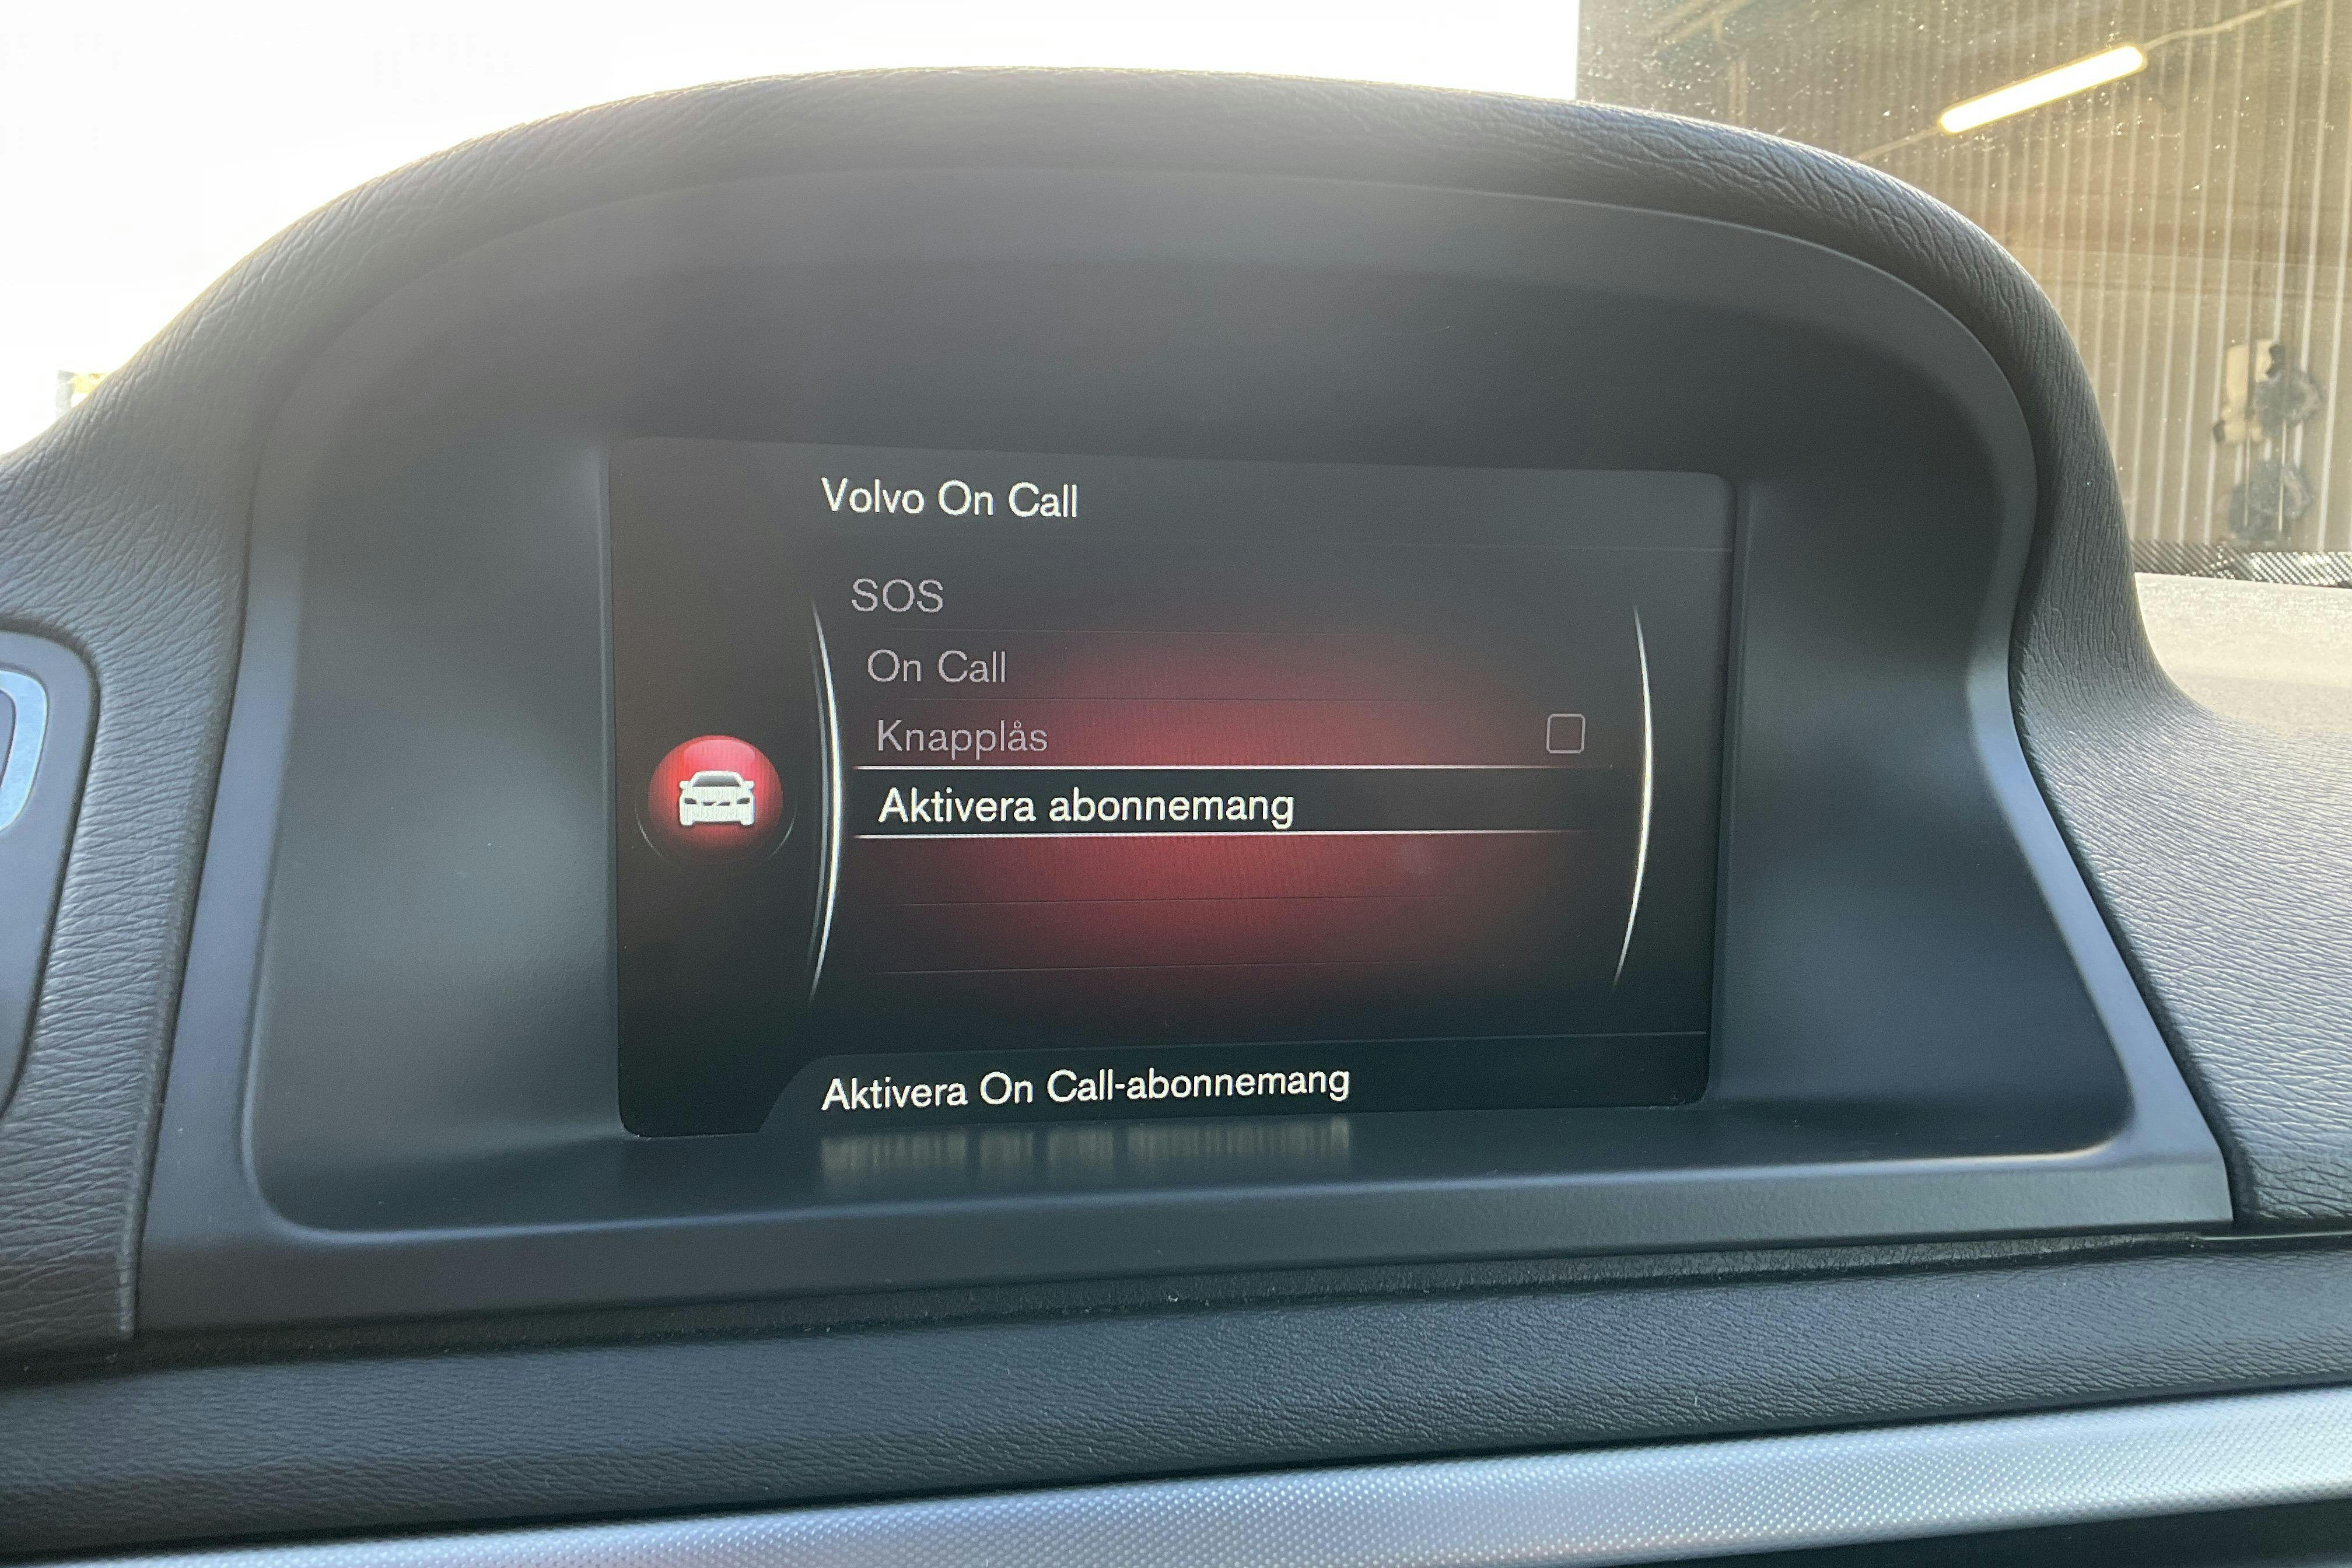 Volvo On Call
SOS
On Call
Knapplås
Aktivera abonnemang
Aktivera On Call-abonnemang